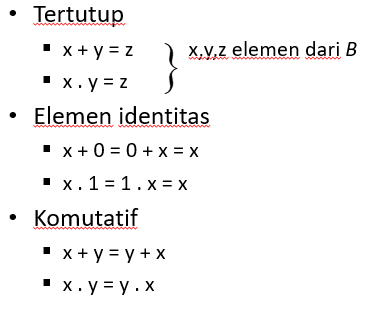 • Tertutup
▪ x + y = z
x,y,z elemen dari B
▪ x . y = z
• Elemen identitas
▪ x + 0 = 0 + x = x
▪ x . 1 = 1 . x = x
• Komutatif
▪ x + y = y + x
▪ x . y = y . x